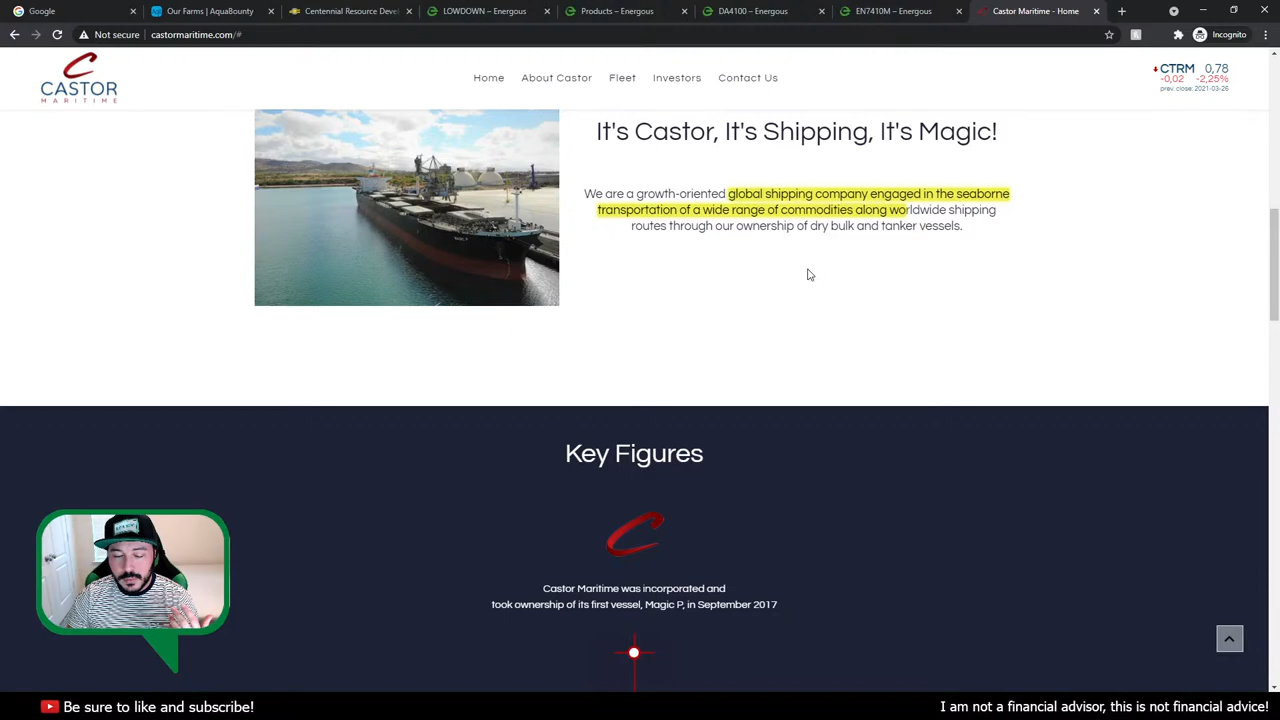 Google
Our Farms | AquaBounty
Centennial Resource Deve
LOWDOWN – Energous
Products – Energous
DA4100 – Energous
EN7410M – Energous
Castor Maritime - Home
Not secure | castormaritime.com/#
Incognito
CASTOR
MARITIME
Home
About Castor
Fleet
Investors
Contact Us
CTRM 0,78
-0,02 -2,25%
prev. close: 2021-03-26
It's Castor, It's Shipping, It's Magic!
We are a growth-oriented global shipping company engaged in the seaborne
transportation of a wide range of commodities along worldwide shipping
routes through our ownership of dry bulk and tanker vessels.
Key Figures
Castor Maritime was incorporated and
took ownership of its first vessel, Magic P, in September 2017
Be sure to like and subscribe!
I am not a financial advisor, this is not financial advice!